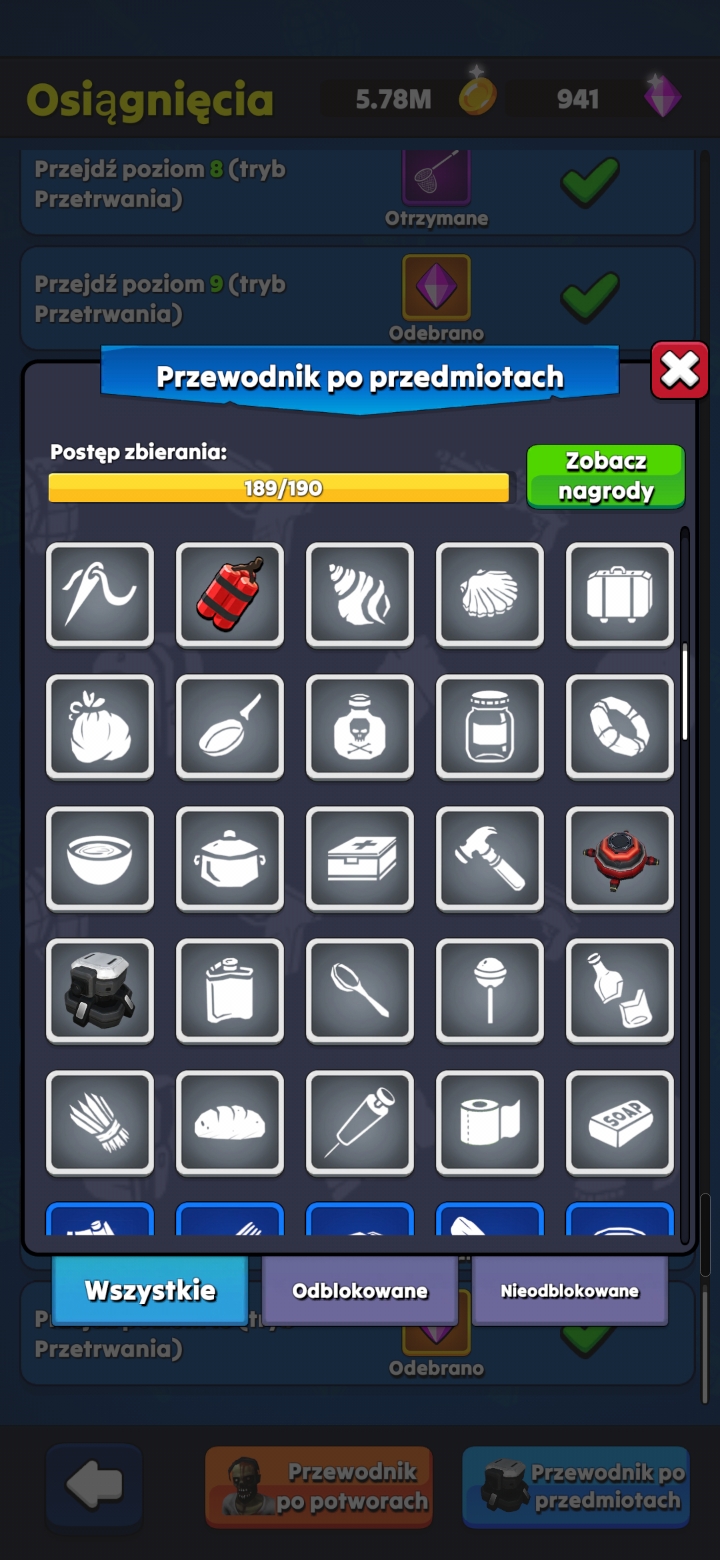 Osiągnięcia
5.78M
941
Przejdź poziom 8 (tryb
Przetrwania)
Otrzymane
Przejdź poziom 9 (tryb
Przetrwania)
Odebrano
Przewodnik po przedmiotach
Postęp zbierania:
189/190
Zobacz
nagrody
SOAP
Wszystkie
Odblokowane
Nieodblokowane
Przetrwania)
Odebrano
Przewodnik
po potworach
Przewodnik po
przedmiotach